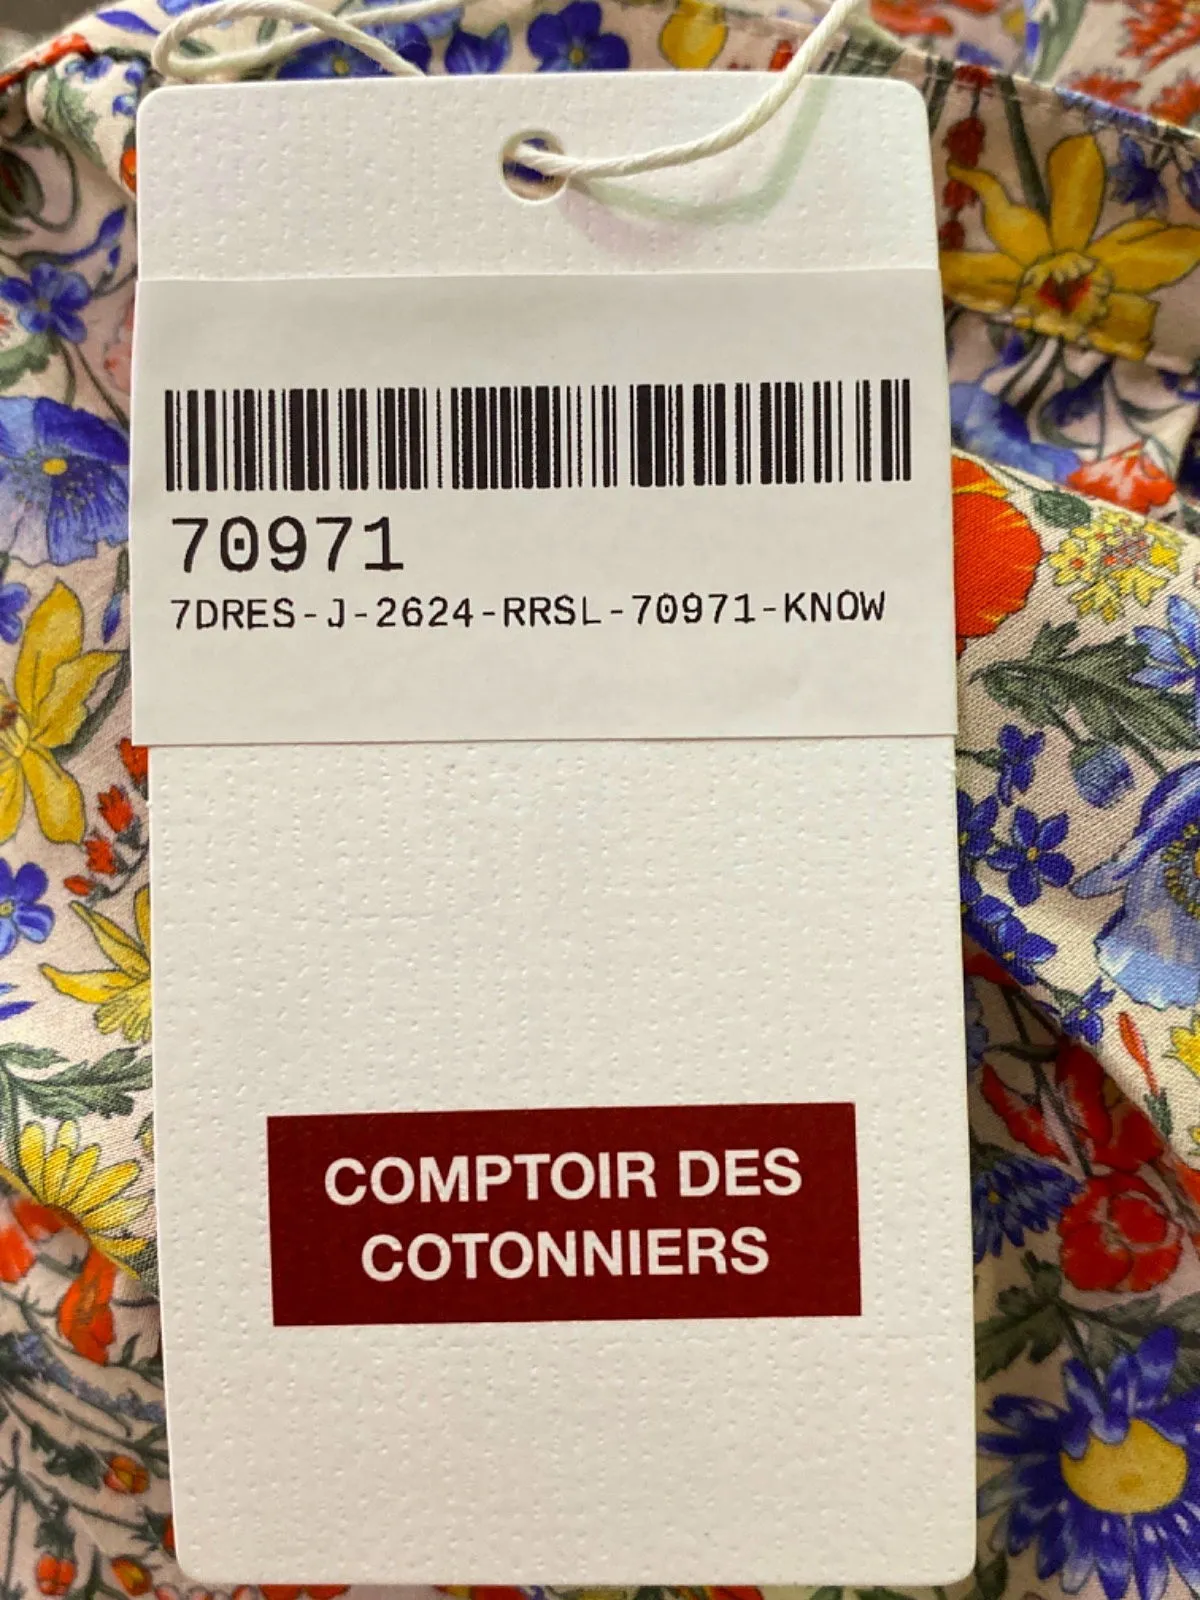 70971
7DRES-J-2624-RRSL-70971-KNOW
COMPTOIR DES
COTONNIERS